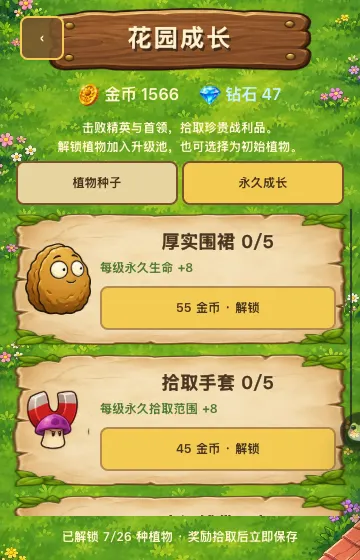 ‹
花园成长
金币 1566 钻石 47
击败精英与首领，拾取珍贵战利品。
解锁植物加入升级池，也可选择为初始植物。
植物种子 永久成长
厚实围裙 0/5
每级永久生命 +8
55 金币 · 解锁
拾取手套 0/5
每级永久拾取范围 +8
45 金币 · 解锁
已解锁 7/26 种植物 · 奖励拾取后立即保存